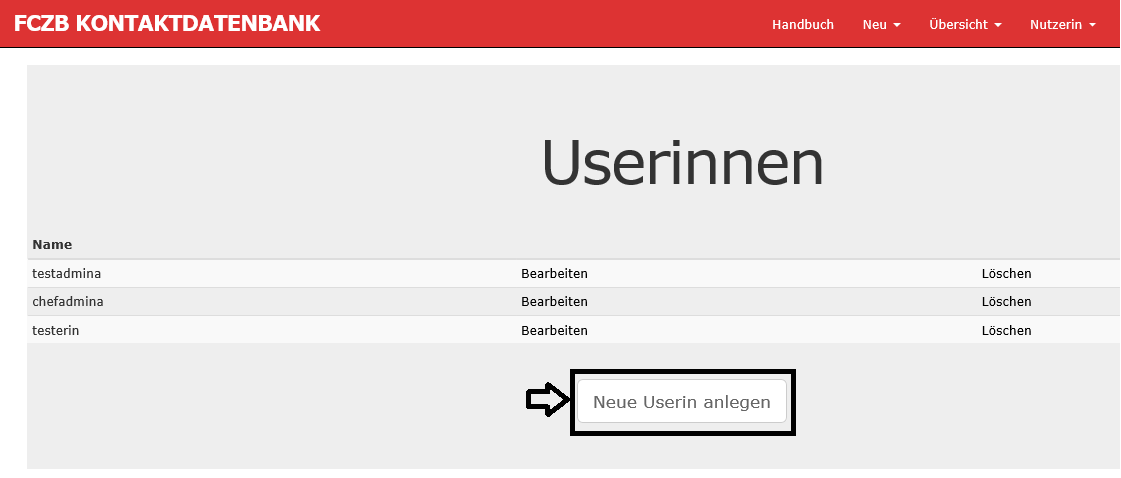 FCZB KONTAKTDATENBANK Handbuch Neu Übersicht Nutzerin
Userinnen
Name
testadmina Bearbeiten Löschen
chefadmina Bearbeiten Löschen
testerin Bearbeiten Löschen
Neue Userin anlegen